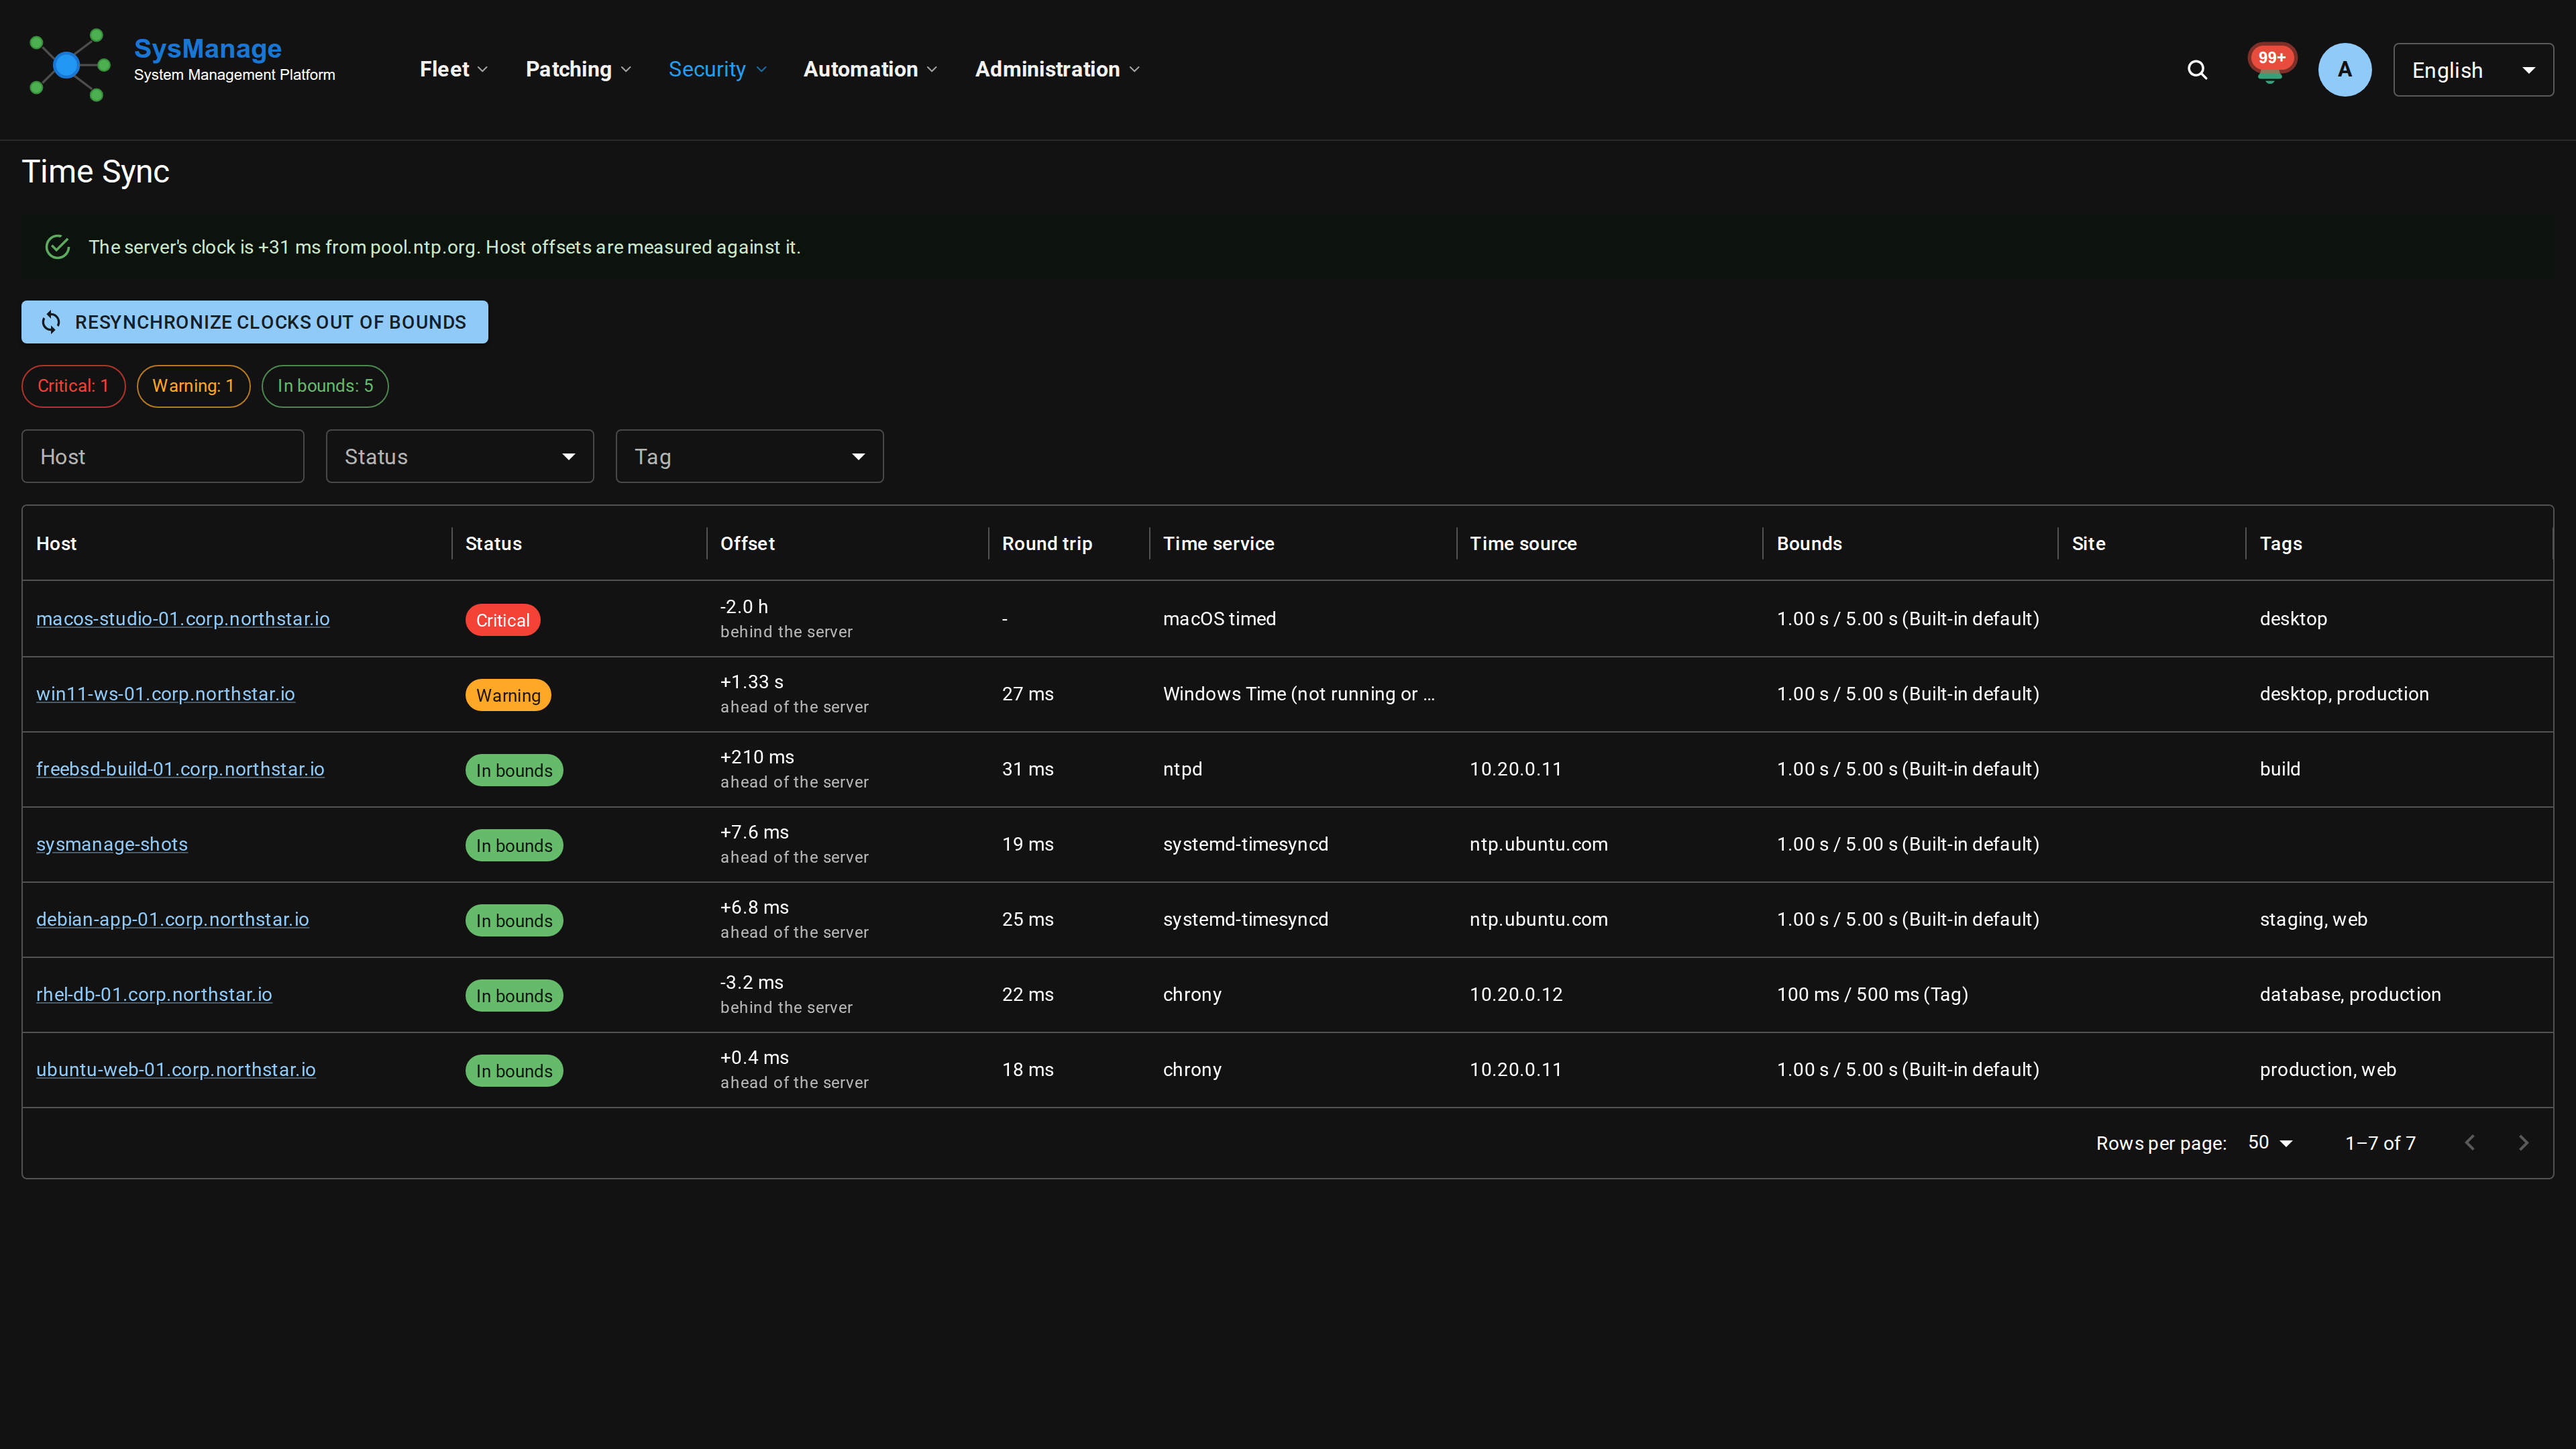 SysManage
System Management Platform
Fleet
Patching
Security
Automation
Administration
99+
A
English
Time Sync
The server's clock is +31 ms from pool.ntp.org. Host offsets are measured against it.
RESYNCHRONIZE CLOCKS OUT OF BOUNDS
Critical: 1
Warning: 1
In bounds: 5
Host
Status
Tag
Host Status Offset Round trip Time service Time source Bounds Site Tags
macos-studio-01.corp.northstar.io Critical -2.0 h - macOS timed 1.00 s / 5.00 s (Built-in default) desktop
behind the server
win11-ws-01.corp.northstar.io Warning +1.33 s 27 ms Windows Time (not running or ... 1.00 s / 5.00 s (Built-in default) desktop, production
ahead of the server
freebsd-build-01.corp.northstar.io In bounds +210 ms 31 ms ntpd 10.20.0.11 1.00 s / 5.00 s (Built-in default) build
ahead of the server
sysmanage-shots In bounds +7.6 ms 19 ms systemd-timesyncd ntp.ubuntu.com 1.00 s / 5.00 s (Built-in default)
ahead of the server
debian-app-01.corp.northstar.io In bounds +6.8 ms 25 ms systemd-timesyncd ntp.ubuntu.com 1.00 s / 5.00 s (Built-in default) staging, web
ahead of the server
rhel-db-01.corp.northstar.io In bounds -3.2 ms 22 ms chrony 10.20.0.12 100 ms / 500 ms (Tag) database, production
behind the server
ubuntu-web-01.corp.northstar.io In bounds +0.4 ms 18 ms chrony 10.20.0.11 1.00 s / 5.00 s (Built-in default) production, web
ahead of the server
Rows per page: 50 1–7 of 7